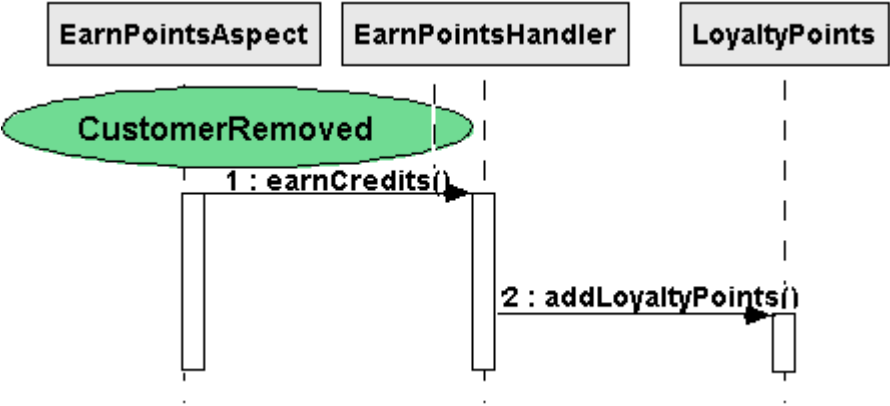 EarnPointsAspect
EarnPointsHandler
LoyaltyPoints
CustomerRemoved
1 : earnCredits()
2 : addLoyaltyPoints()